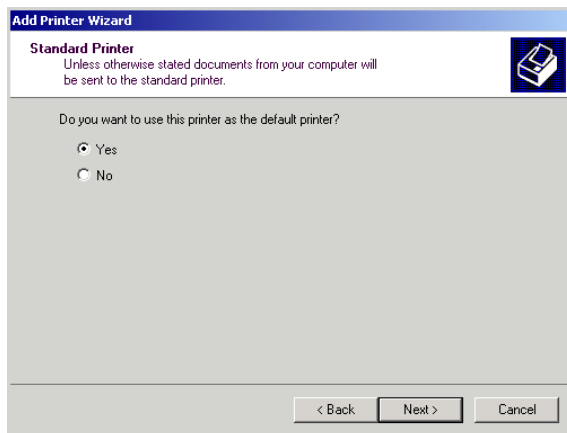 Add Printer Wizard
Standard Printer
Unless otherwise stated documents from your computer will
be sent to the standard printer.
Do you want to use this printer as the default printer?
Yes
No
< Back
Next >
Cancel